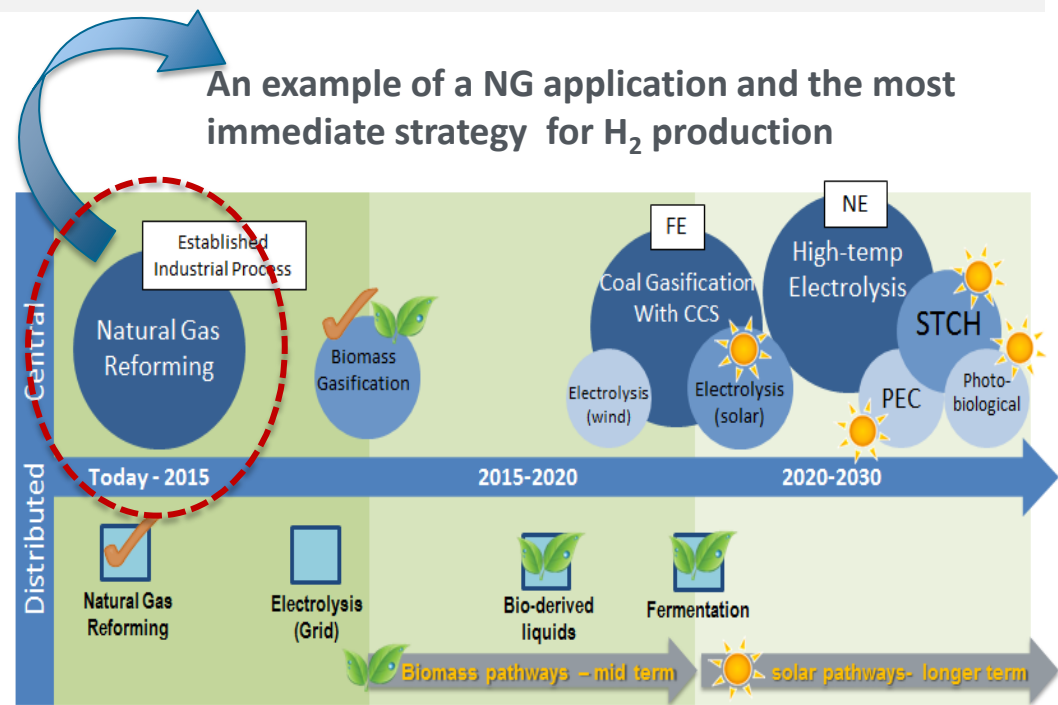 An example of a NG application and the most
immediate strategy for H₂ production
Central
Established
Industrial Process
Natural Gas
Reforming
Biomass
Gasification
FE
Coal Gasification
With CCS
Electrolysis
(wind)
Electrolysis
(solar)
NE
High-temp
Electrolysis
STCH
PEC
Photo-
biological
Today - 2015
2015-2020
2020-2030
Distributed
Natural Gas
Reforming
Electrolysis
(Grid)
Bio-derived
liquids
Fermentation
Biomass pathways – mid term
solar pathways- longer term